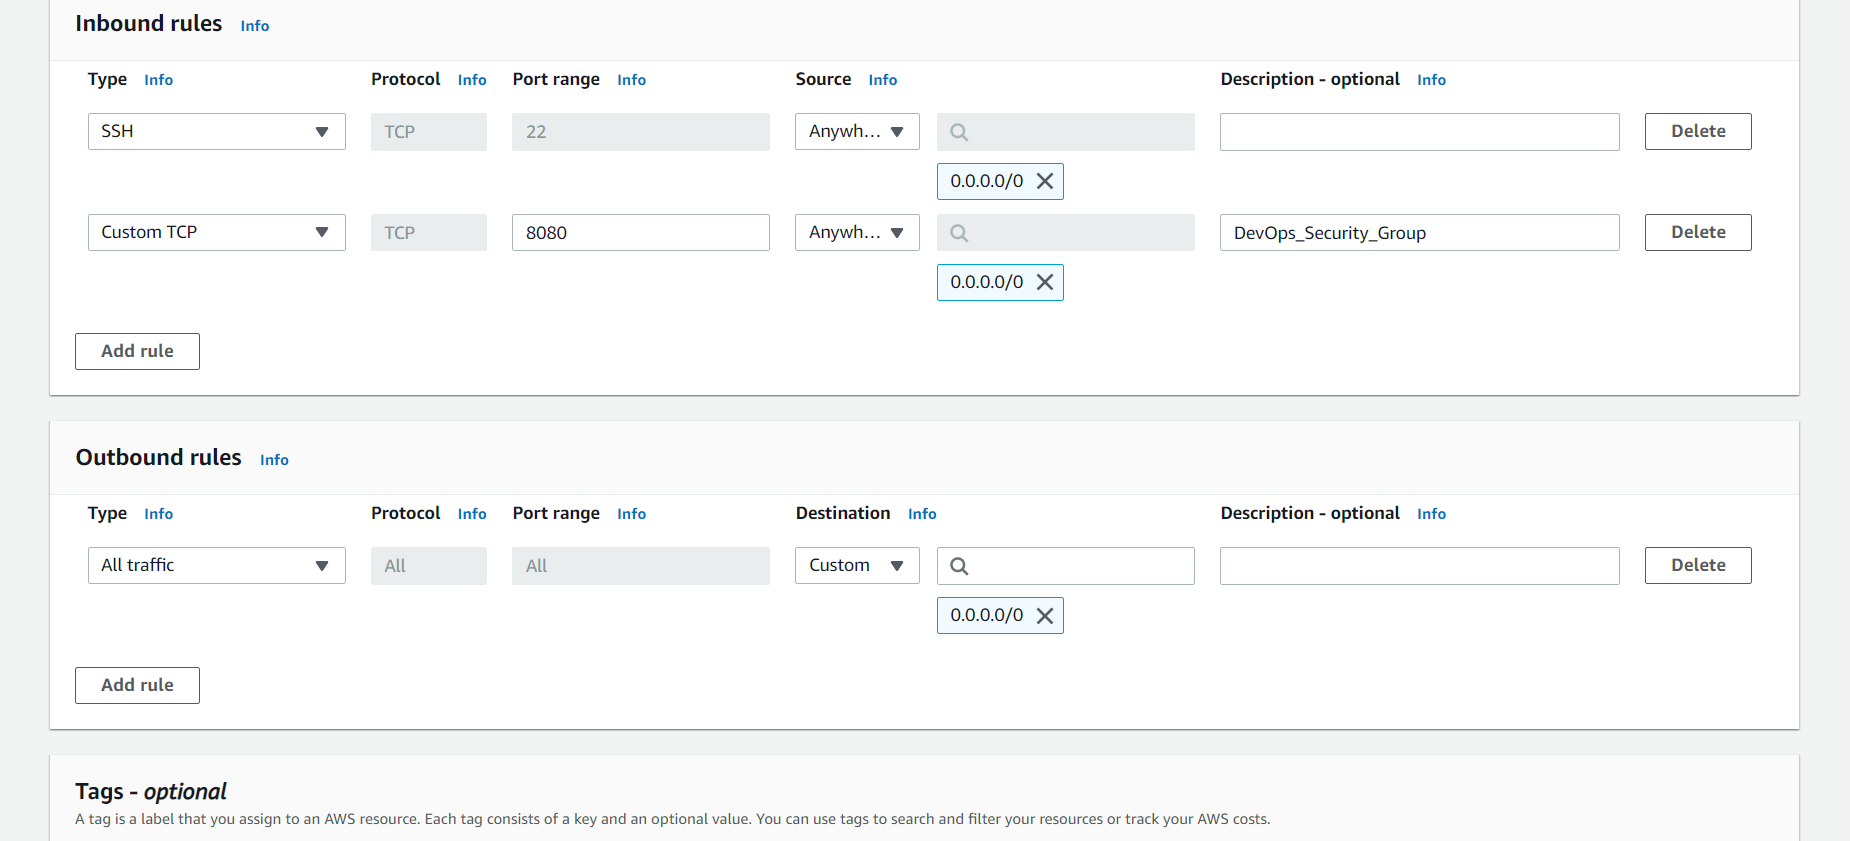 Inbound rules Info
Type Info Protocol Info Port range Info Source Info Description - optional Info
SSH TCP 22 Anywh... Delete
0.0.0.0/0
Custom TCP TCP 8080 Anywh... DevOps_Security_Group Delete
0.0.0.0/0
Add rule
Outbound rules Info
Type Info Protocol Info Port range Info Destination Info Description - optional Info
All traffic All All Custom Delete
0.0.0.0/0
Add rule
Tags - optional
A tag is a label that you assign to an AWS resource. Each tag consists of a key and an optional value. You can use tags to search and filter your resources or track your AWS costs.